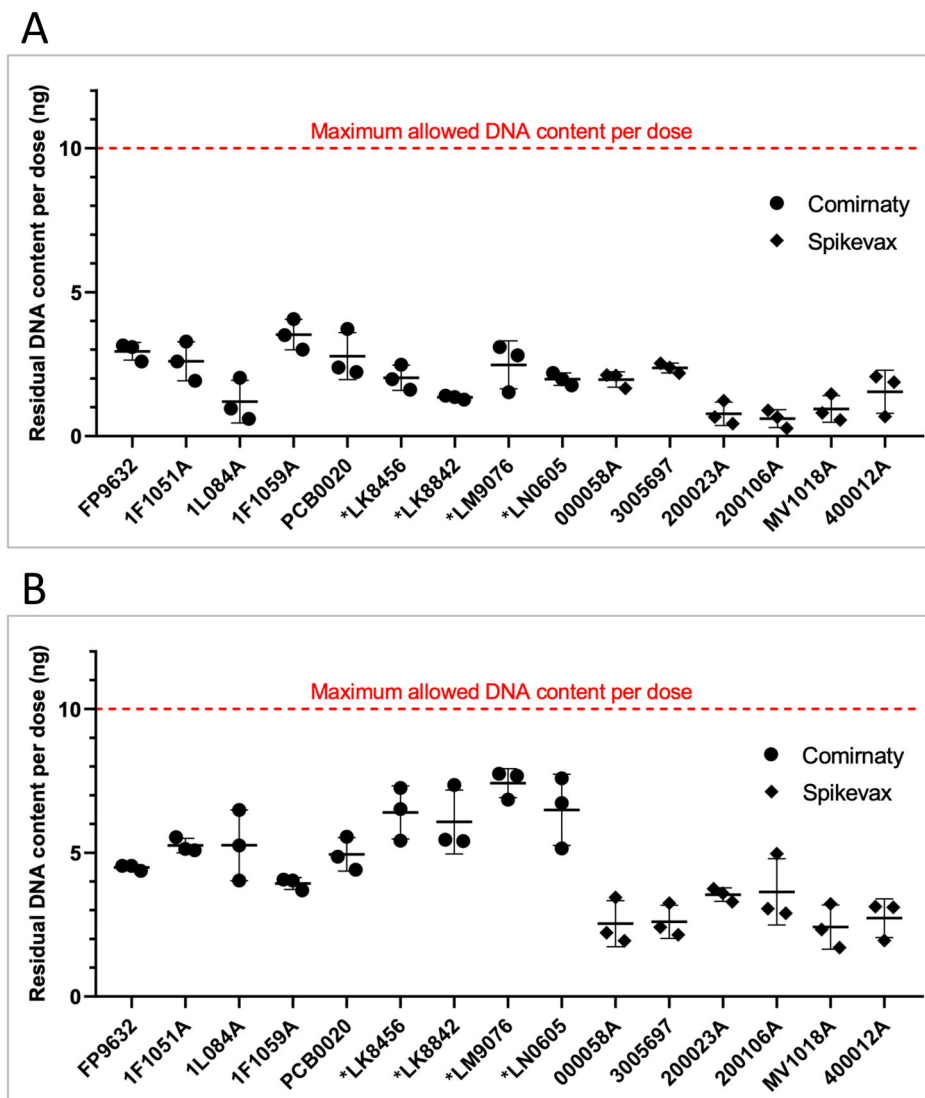 A
Residual DNA content per dose (ng)
10
5
0
Maximum allowed DNA content per dose
Comirnaty
Spikevax
FP9632
1F1051A
1L084A
1F1059A
PCB0020
*LK8456
*LK8842
*LM9076
*LN0605
000058A
3005697
200023A
200106A
MV1018A
400012A
B
Residual DNA content per dose (ng)
10
5
0
Maximum allowed DNA content per dose
Comirnaty
Spikevax
FP9632
1F1051A
1L084A
1F1059A
PCB0020
*LK8456
*LK8842
*LM9076
*LN0605
000058A
3005697
200023A
200106A
MV1018A
400012A